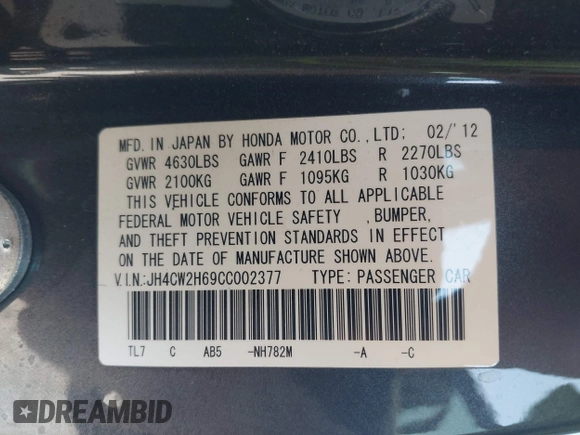 MFD. IN JAPAN BY HONDA MOTOR CO., LTD: 02/'12
GVWR 4630LBS GAWR F 2410LBS R 2270LBS
GVWR 2100KG GAWR F 1095KG R 1030KG
THIS VEHICLE CONFORMS TO ALL APPLICABLE
FEDERAL MOTOR VEHICLE SAFETY , BUMPER,
AND THEFT PREVENTION STANDARDS IN EFFECT
ON THE DATE OF MANUFACTURE SHOWN ABOVE.
V.I.N:JH4CW2H69CC002377 TYPE: PASSENGER CAR
TL7 C AB5 -NH782M -A -C
DREAMBID